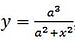 y = a³ / (a² + x²)